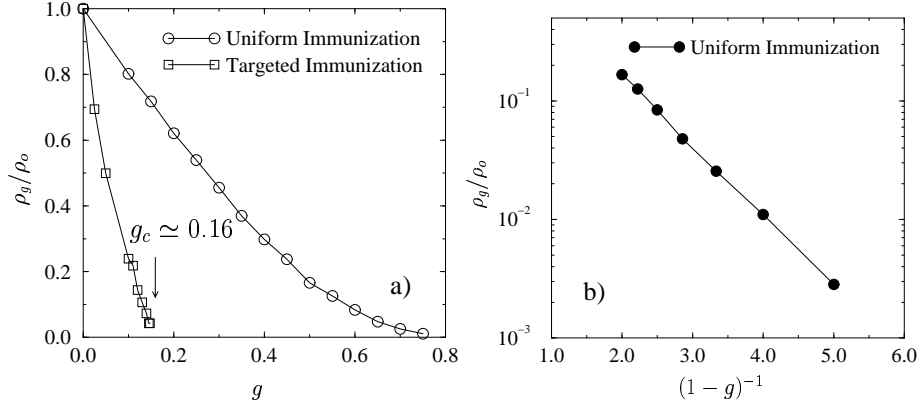 1.0
0.8
0.6
0.4
0.2
0.0
ρg/ρo
Uniform Immunization
Targeted Immunization
g_c ≃ 0.16
a)
0.0 0.2 0.4 0.6 0.8
g
10^{-1}
10^{-2}
10^{-3}
ρg/ρo
Uniform Immunization
b)
1.0 2.0 3.0 4.0 5.0 6.0
(1 − g)^{-1}